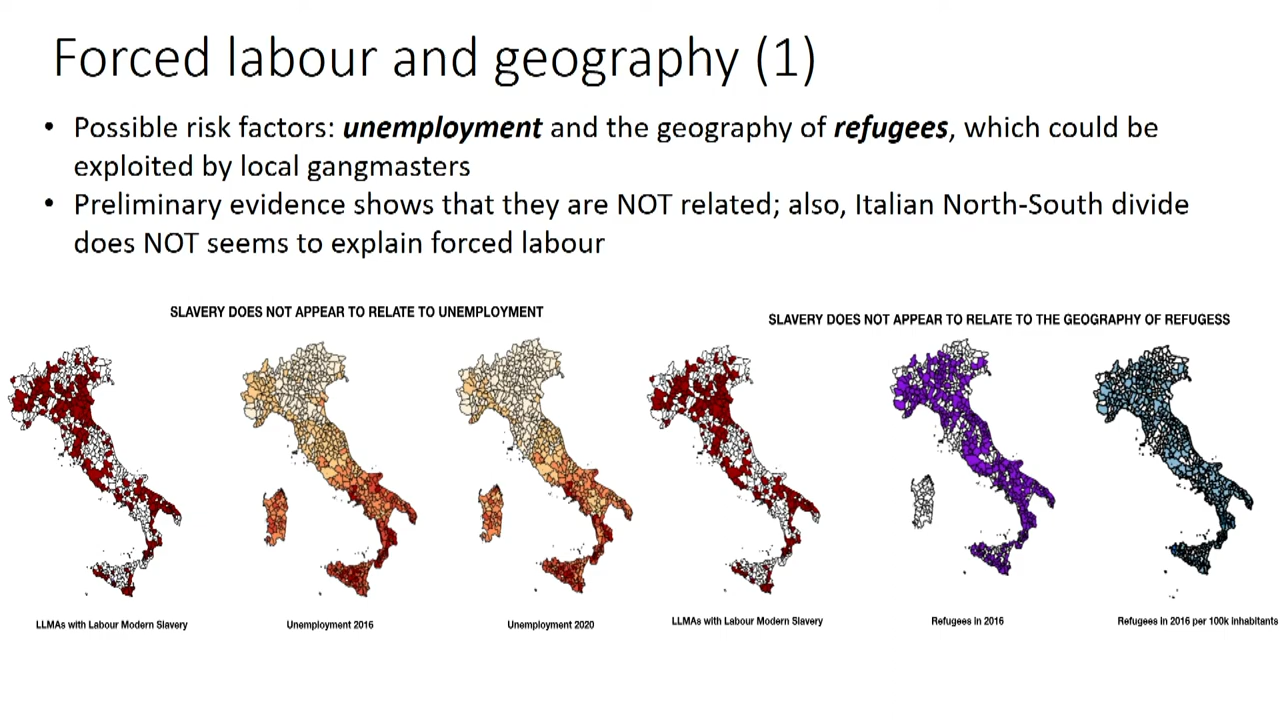 Forced labour and geography (1)
• Possible risk factors: unemployment and the geography of refugees, which could be
exploited by local gangmasters
• Preliminary evidence shows that they are NOT related; also, Italian North-South divide
does NOT seems to explain forced labour
SLAVERY DOES NOT APPEAR TO RELATE TO UNEMPLOYMENT
SLAVERY DOES NOT APPEAR TO RELATE TO THE GEOGRAPHY OF REFUGESS
LLMAs with Labour Modern Slavery
Unemployment 2016
Unemployment 2020
LLMAs with Labour Modern Slavery
Refugees in 2016
Refugees in 2016 per 100k inhabitants